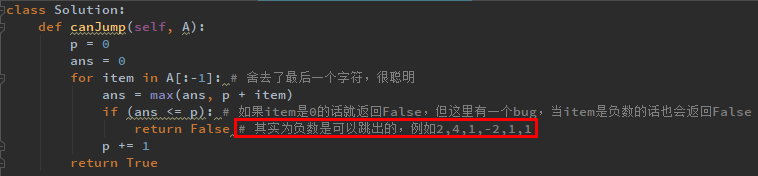 class Solution:
    def canJump(self, A):
        p = 0
        ans = 0
        for item in A[:-1]: # 舍去了最后一个字符，很聪明
            ans = max(ans, p + item)
            if (ans <= p): # 如果item是0的话就返回False，但这里有一个bug，当item是负数的话也会返回False
                return False # 其实为负数是可以跳出的，例如2,4,1,-2,1,1
            p += 1
        return True